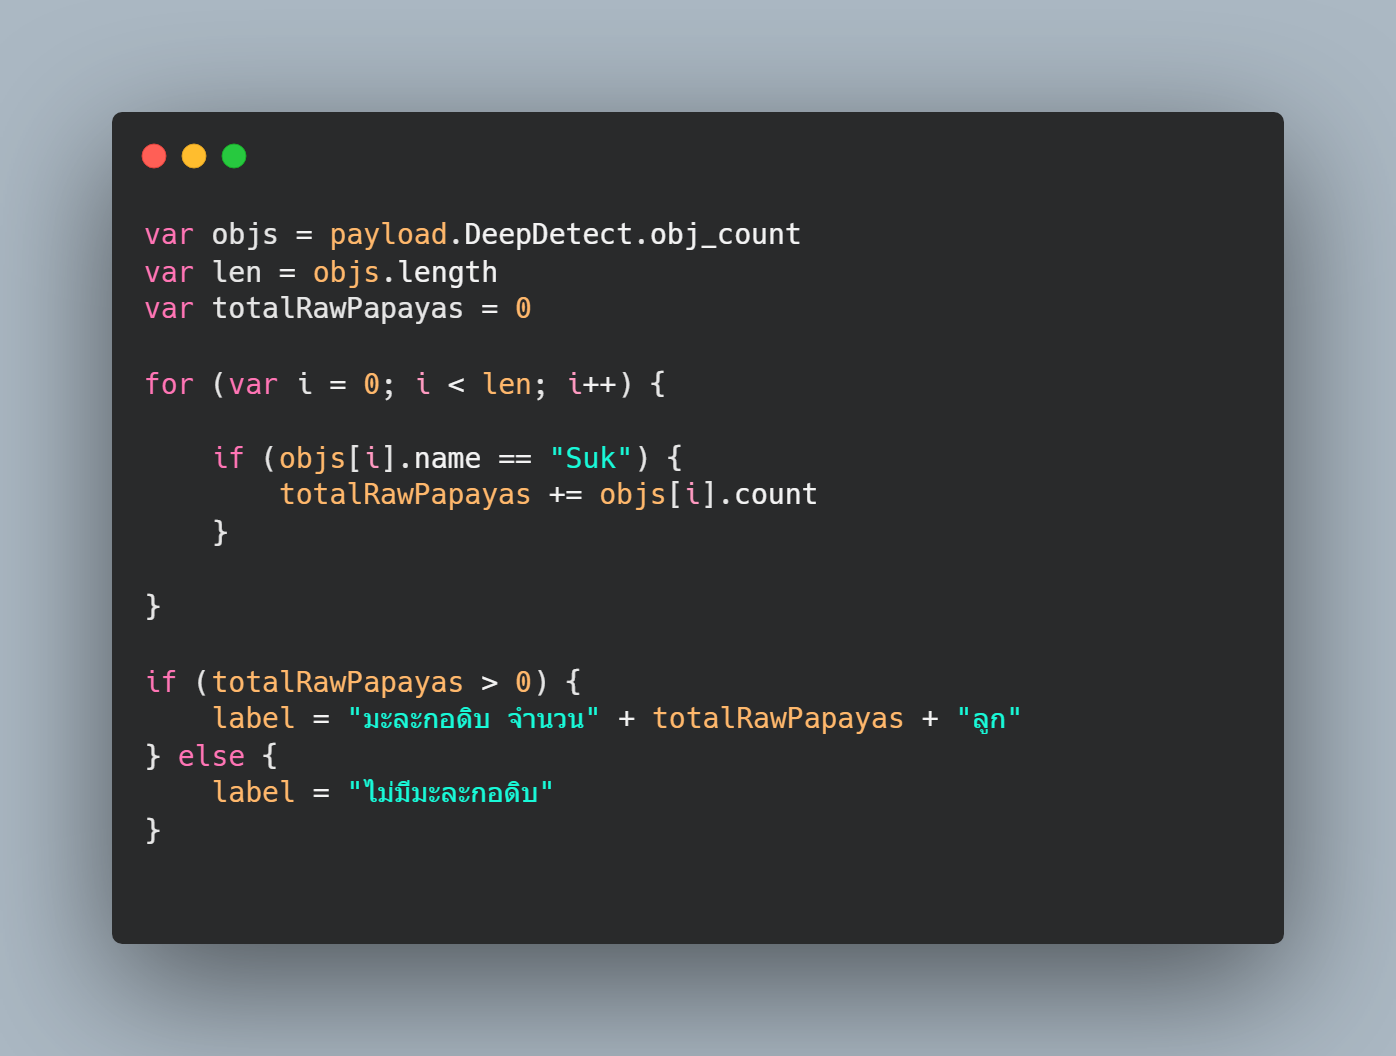 var objs = payload.DeepDetect.obj_count
var len = objs.length
var totalRawPapayas = 0
for (var i = 0; i < len; i++) {
if (objs[i].name == "Suk") {
totalRawPapayas += objs[i].count
}
}
if (totalRawPapayas > 0) {
label = "มะละกอดิบ จำนวน" + totalRawPapayas + "ลูก"
} else {
label = "ไม่มีมะละกอดิบ"
}